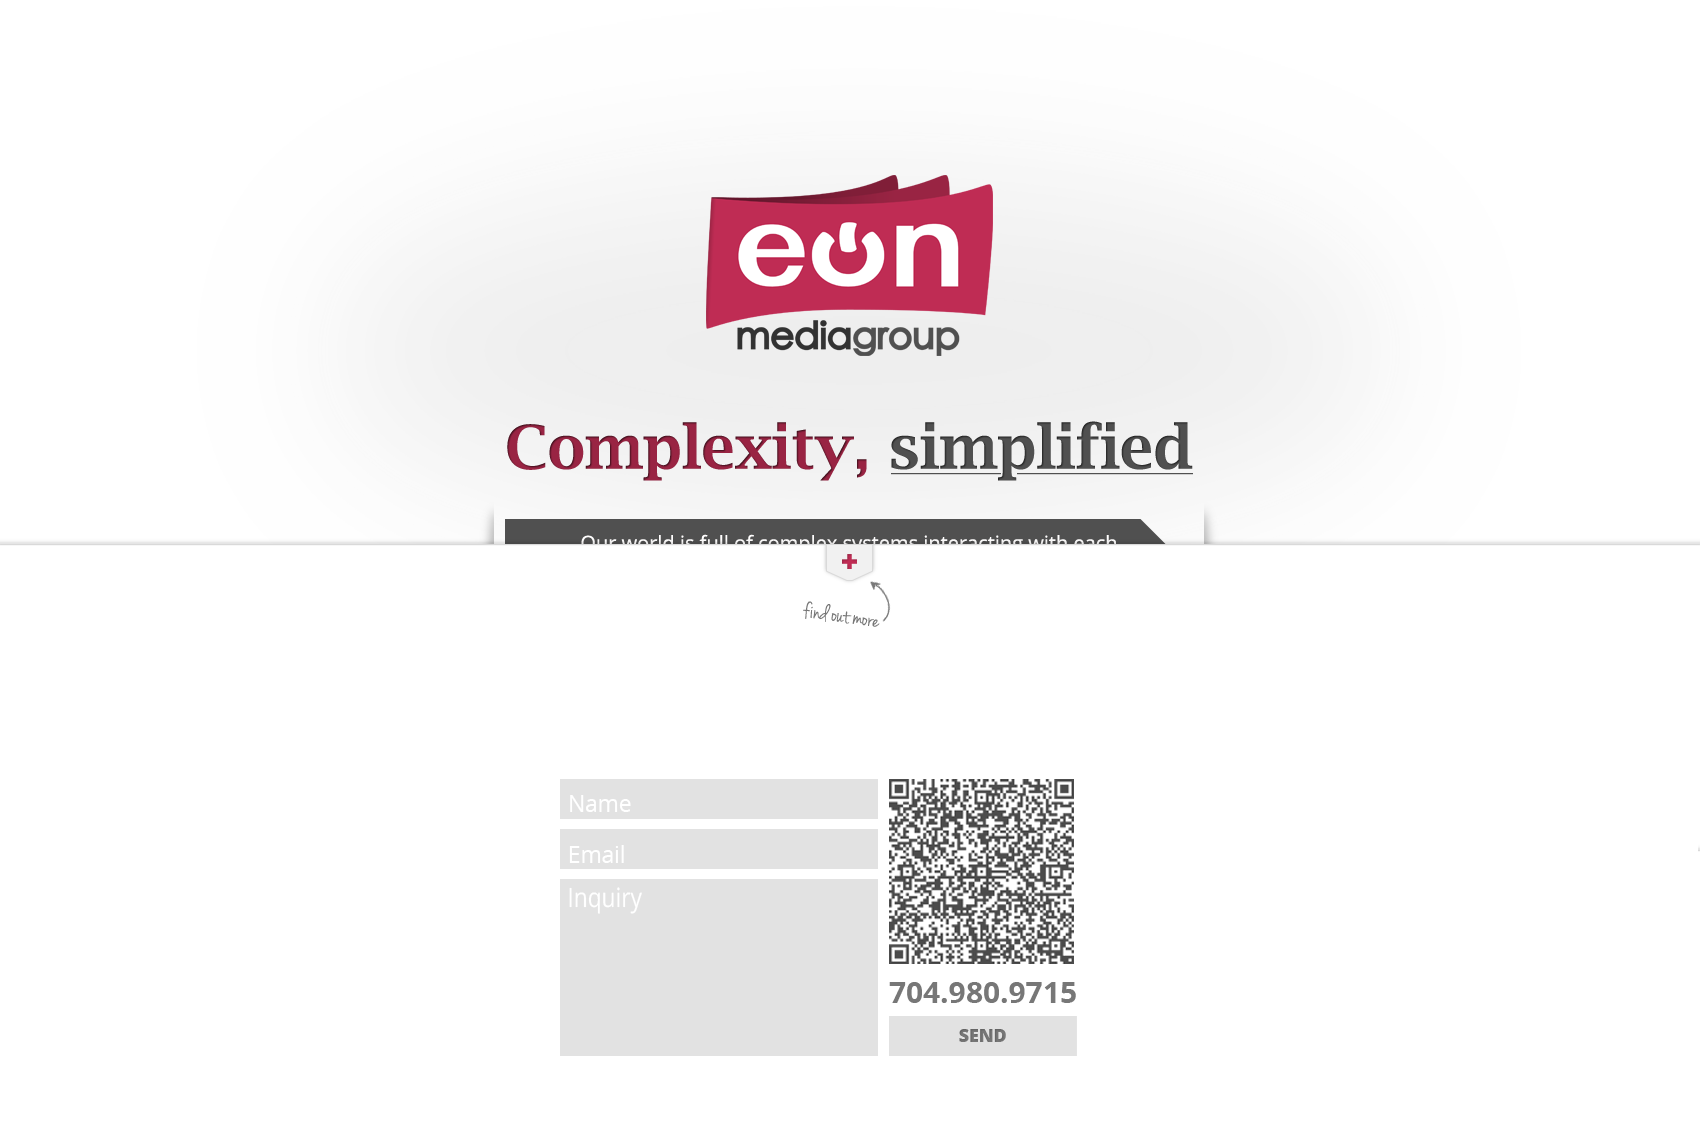 eon
mediagroup
Complexity, simplified
Our world is full of complex systems interacting with each
find out more
Name
Email
Inquiry
704.980.9715
SEND